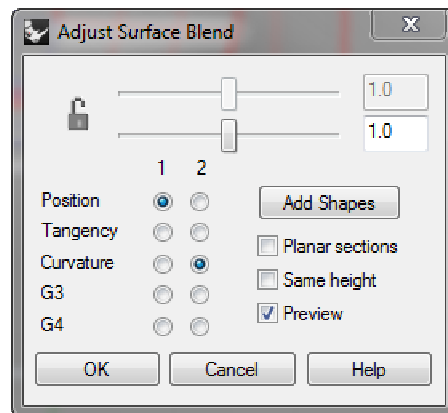 Adjust Surface Blend
X
1.0
1.0
1 2
Position
Add Shapes
Tangency
Planar sections
Curvature
Same height
G3
Preview
G4
OK Cancel Help